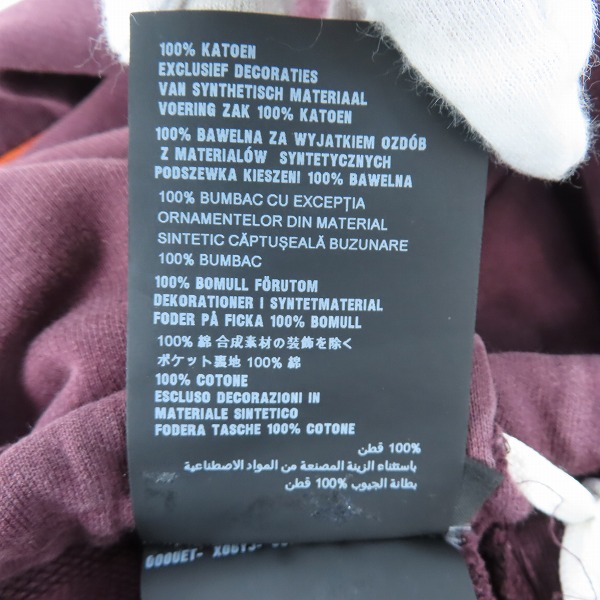 100% KATOEN
EXCLUSIEF DECORATIES
VAN SYNTHETISCH MATERIAAL
VOERING ZAK 100% KATOEN
100% BAWELNA ZA WYJATKIEM OZDÓB
Z MATERIALÓW SYNTETYCZNYCH
PODSZEWKA KIESZENI 100% BAWELNA
100% BUMBAC CU EXCEPȚIA
ORNAMENTELOR DIN MATERIAL
SINTETIC CĂPTUȘEALĂ BUZUNARE
100% BUMBAC
100% BOMULL FÖRUTOM
DEKORATIONER I SYNTETMATERIAL
FODER PÅ FICKA 100% BOMULL
100% 綿 合成素材の装飾を除く
ポケット裏地 100% 綿
100% COTONE
ESCLUSO DECORAZIONI IN
MATERIALE SINTETICO
FODERA TASCHE 100% COTONE
100% قطن
باستثناء الزينة المصنعة من المواد الاصطناعية
بطانة الجيوب 100% قطن